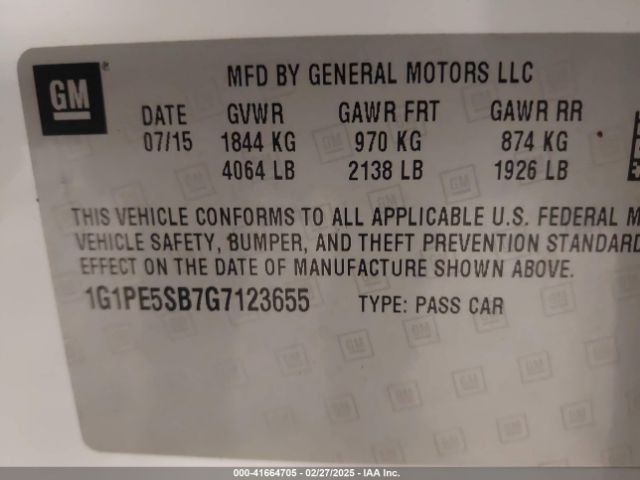 GM
MFD BY GENERAL MOTORS LLC
DATE GVWR GAWR FRT GAWR RR
07/15 1844 KG 970 KG 874 KG
4064 LB 2138 LB 1926 LB
THIS VEHICLE CONFORMS TO ALL APPLICABLE U.S. FEDERAL M
VEHICLE SAFETY, BUMPER, AND THEFT PREVENTION STANDARD
EFFECT ON THE DATE OF MANUFACTURE SHOWN ABOVE.
1G1PE5SB7G7123655 TYPE: PASS CAR
000-41664705 - 02/27/2025 - IAA Inc.